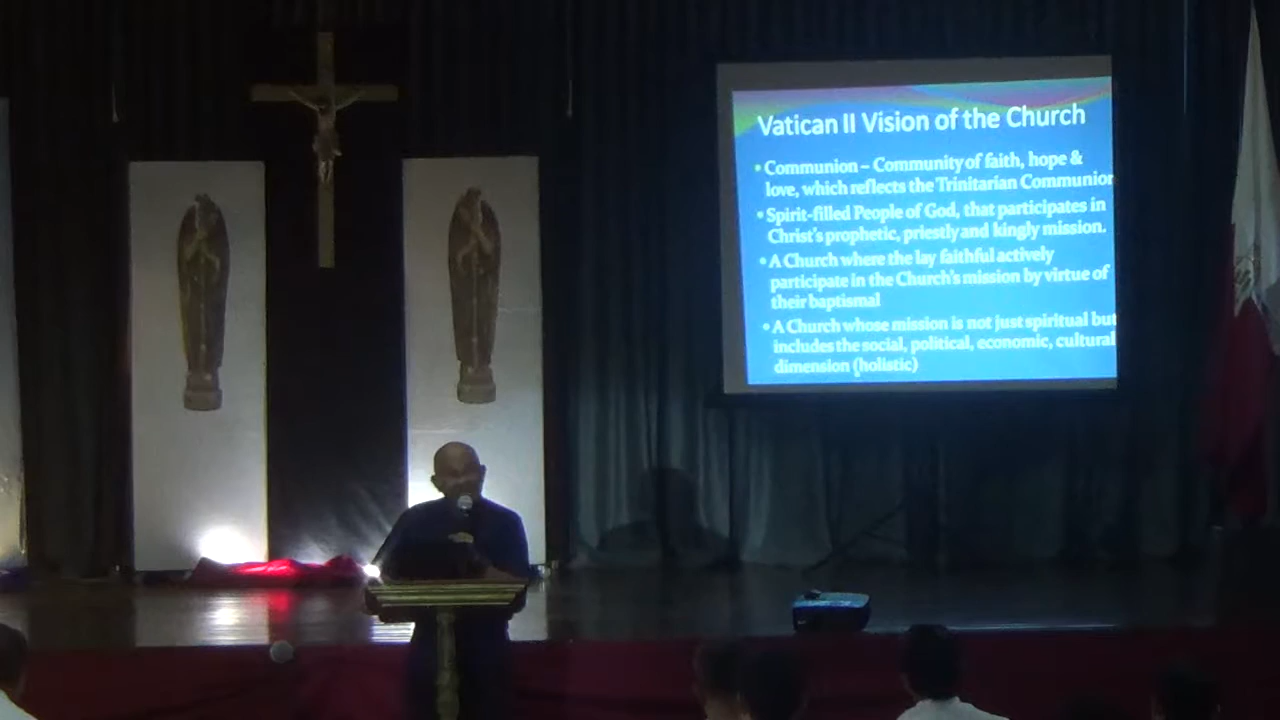 Vatican II Vision of the Church
• Communion – Community of faith, hope &
love, which reflects the Trinitarian Communion
• Spirit-filled People of God, that participates in
Christ's prophetic, priestly and kingly mission.
• A Church where the lay faithful actively
participate in the Church's mission by virtue of
their baptismal
• A Church whose mission is not just spiritual but
includes the social, political, economic, cultural
dimension (holistic)